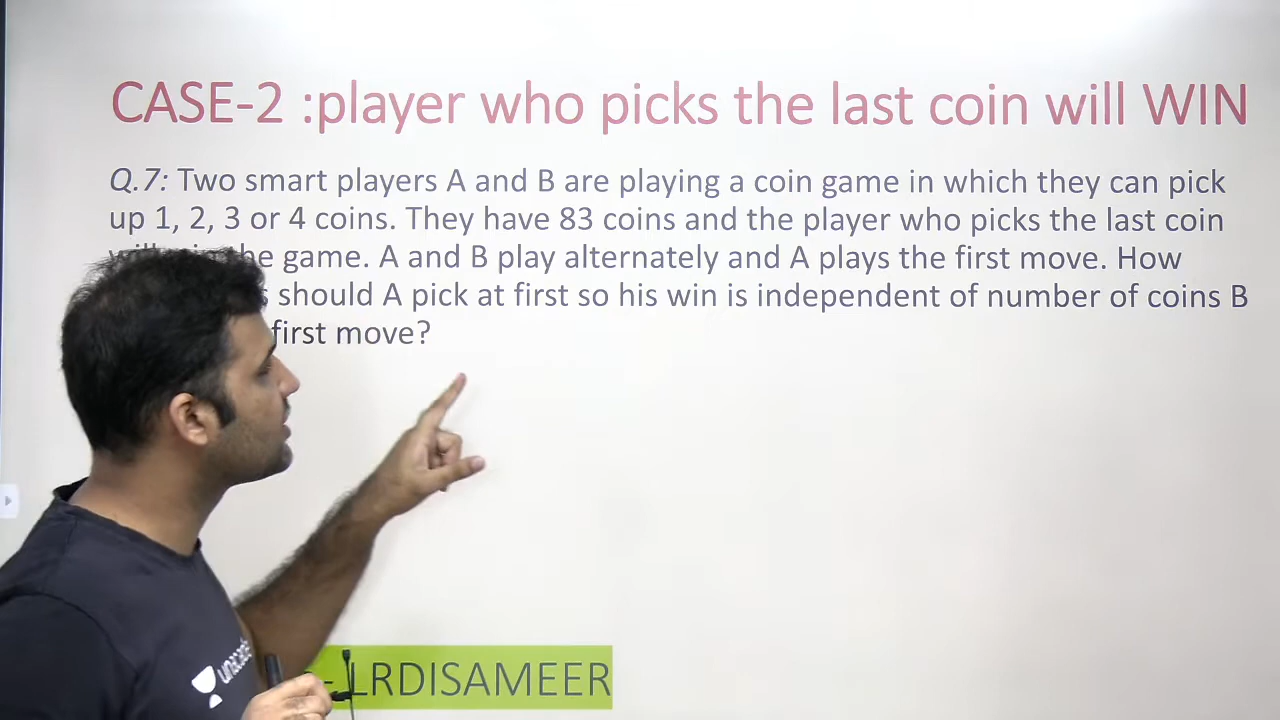 CASE-2 :player who picks the last coin will WIN
Q.7: Two smart players A and B are playing a coin game in which they can pick
up 1, 2, 3 or 4 coins. They have 83 coins and the player who picks the last coin
the game. A and B play alternately and A plays the first move. How
should A pick at first so his win is independent of number of coins B
first move?
- LRDISAMEER